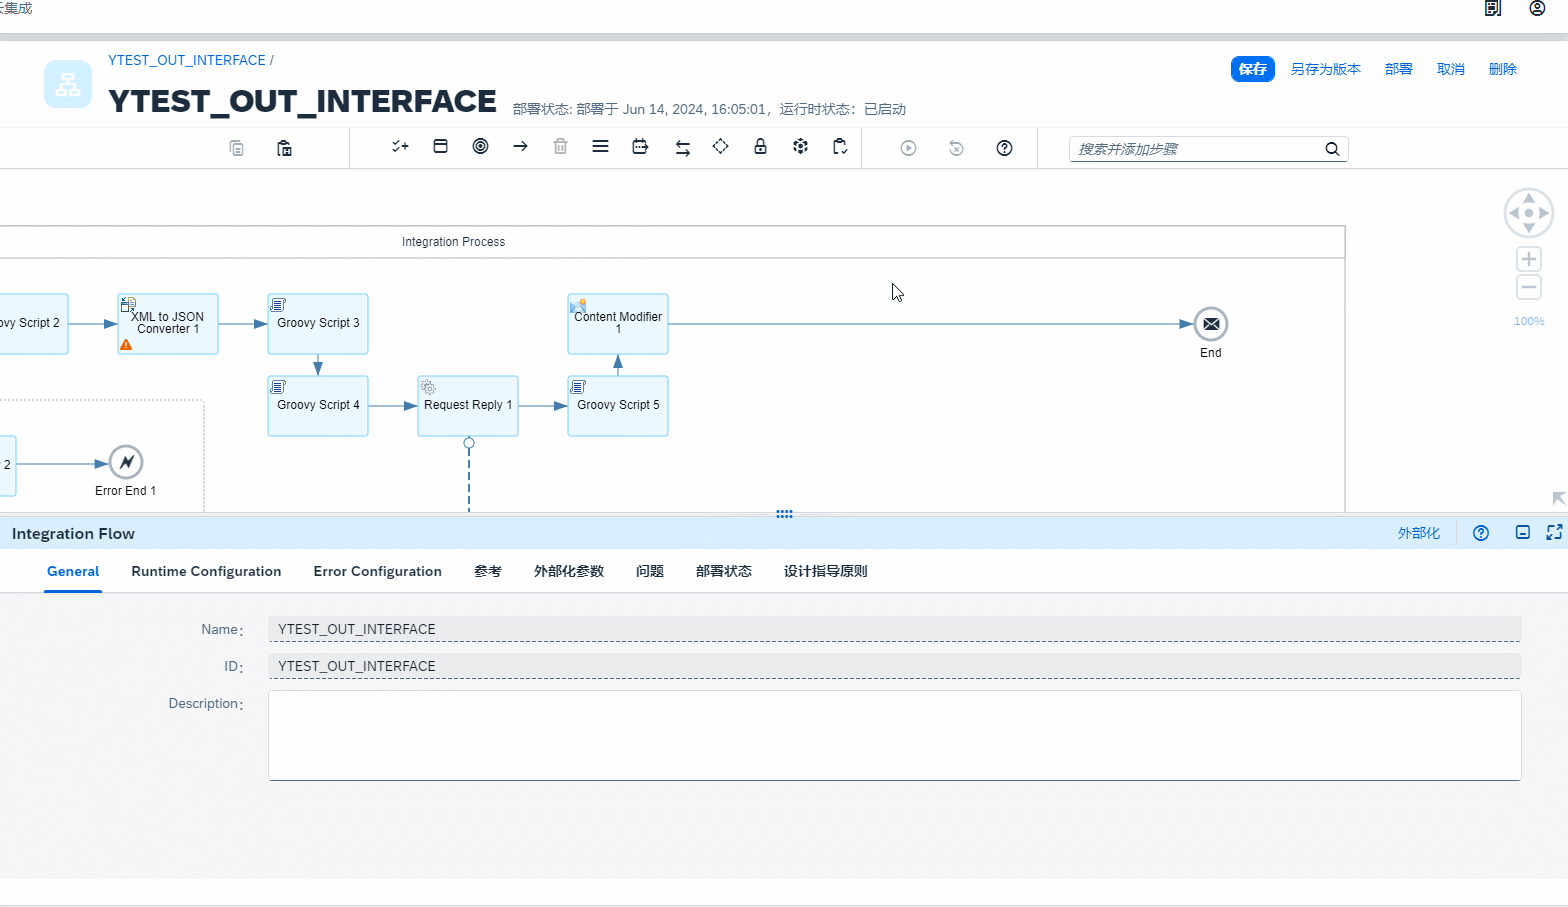 集成
YTEST_OUT_INTERFACE /
YTEST_OUT_INTERFACE
部署状态: 部署于 Jun 14, 2024, 16:05:01，运行时状态：已启动
保存 另存为版本 部署 取消 删除
搜索并添加步骤
Integration Process
Script 2
XML to JSON
Converter 1
Groovy Script 3
Content Modifier
1
End
Groovy Script 4
Request Reply 1
Groovy Script 5
2
Error End 1
100%
Integration Flow
外部化
General Runtime Configuration Error Configuration 参考 外部化参数 问题 部署状态 设计指导原则
Name：
YTEST_OUT_INTERFACE
ID：
YTEST_OUT_INTERFACE
Description：